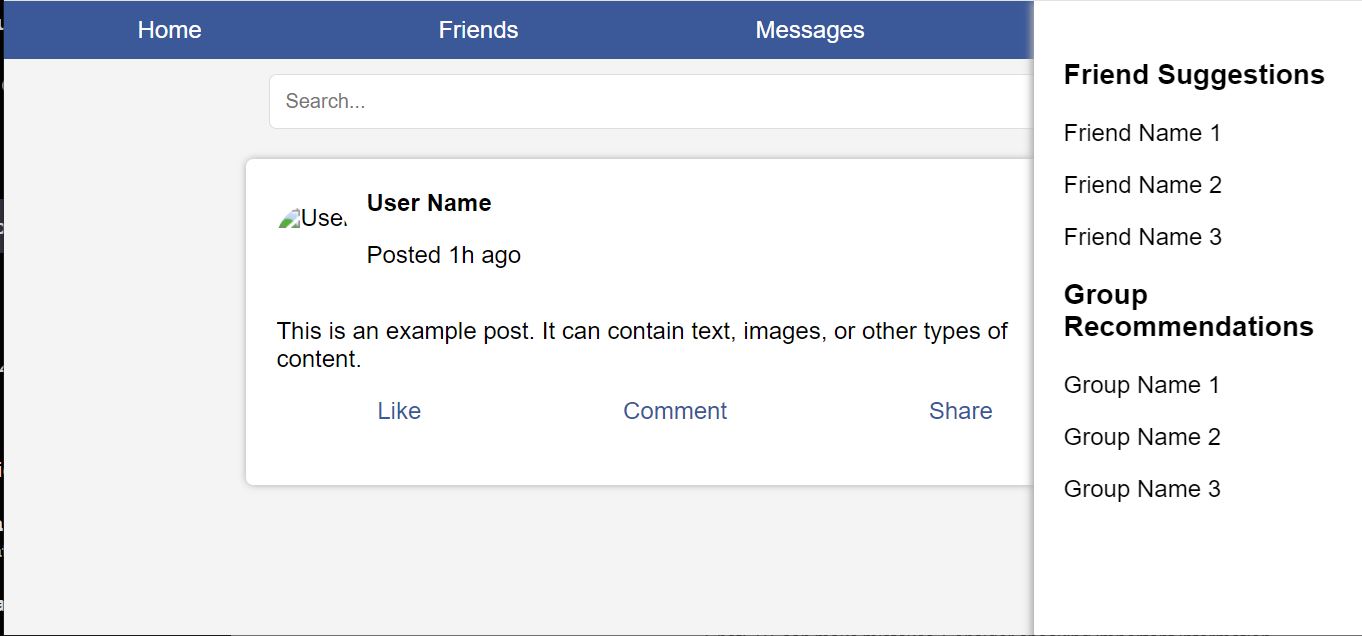 Home Friends Messages
Search...
User Name
Posted 1h ago
This is an example post. It can contain text, images, or other types of
content.
Like Comment Share
Friend Suggestions
Friend Name 1
Friend Name 2
Friend Name 3
Group
Recommendations
Group Name 1
Group Name 2
Group Name 3